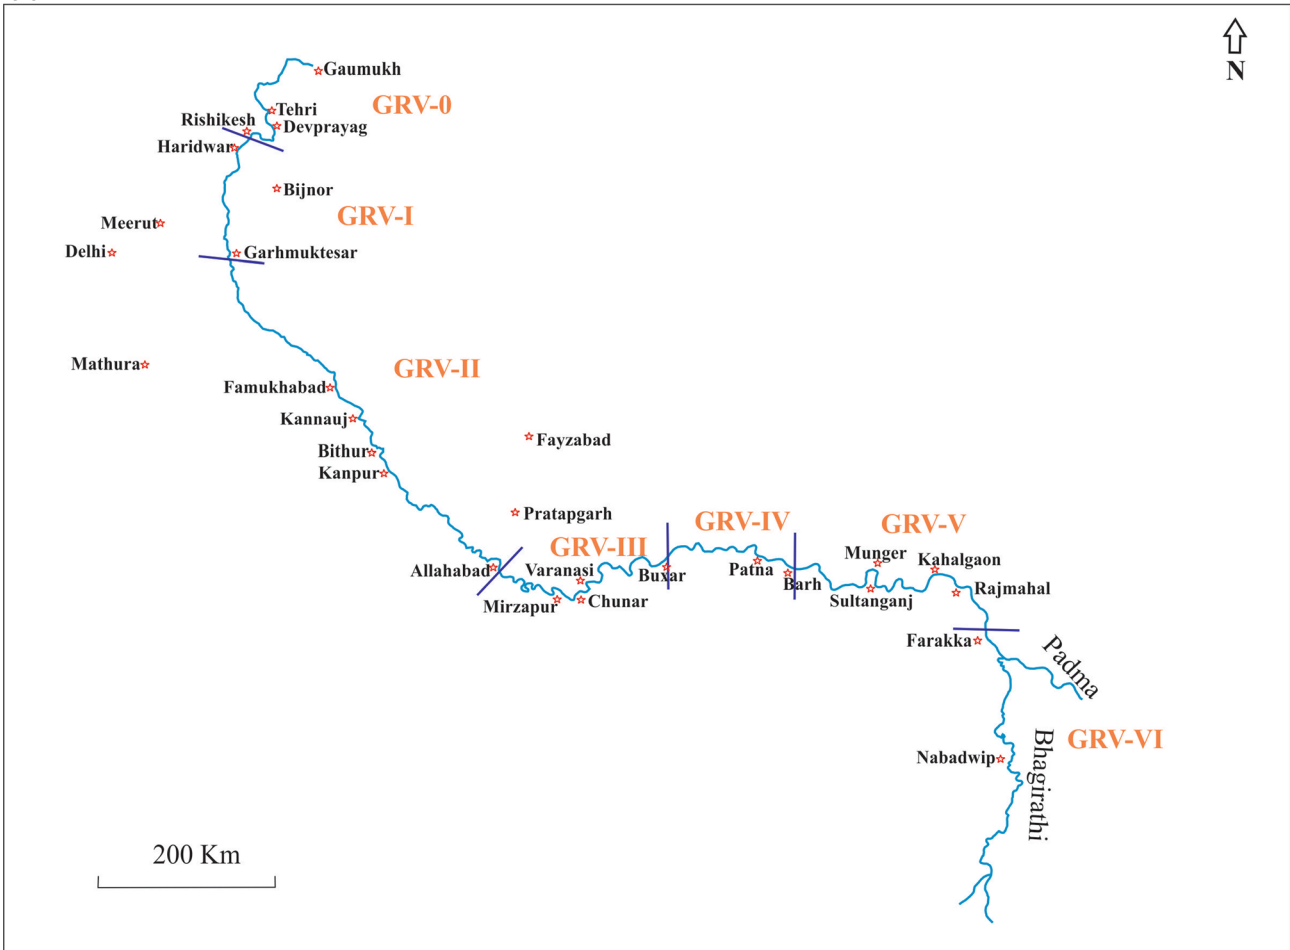 N
Gaumukh
GRV-0
Tehri
Rishikesh
Devprayag
Haridwar
Bijnor
GRV-I
Meerut
Delhi
Garhmuktesar
Mathura
GRV-II
Famukhabad
Kannauj
Fayzabad
Bithur
Kanpur
Pratapgarh
GRV-IV
GRV-V
GRV-III
Munger
Kahalgaon
Allahabad
Varanasi
Buxar
Patna
Barh
Rajmahal
Mirzapur
Chunar
Sultanganj
Farakka
Padma
GRV-VI
Bhagirathi
Nabadwip
200 Km